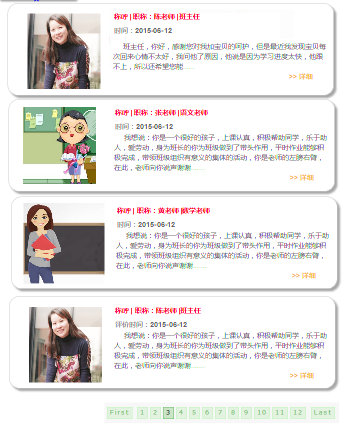 称呼 | 职称：陈老师 |班主任
时间：2015-06-12
班主任，你好，感谢您对我加宝贝的呵护，但是最近我发现宝贝每
次回来心情不太好，我问他了原因，他说是因为学习进度太快，他跟
不上，所以还希望您能......
>> 详细
称呼 | 职称：张老师 |语文老师
时间：2015-06-12
我想说：你是一个很好的孩子，上课认真，积极帮助同学，乐于助
人，爱劳动，身为班长的你为班级做到了带头作用，平时作业能够积
极完成，带领班级组织有意义的集体的活动，你是老师的左膀右臂，
在此，老师向你说声谢谢......
>> 详细
称呼 | 职称：黄老师 |数学老师
时间：2015-06-12
我想说：你是一个很好的孩子，上课认真，积极帮助同学，乐于助
人，爱劳动，身为班长的你为班级做到了带头作用，平时作业能够积
极完成，带领班级组织有意义的集体的活动，你是老师的左膀右臂，
在此，老师向你说声谢谢......
>> 详细
称呼 | 职称：陈老师 |班主任
评价时间：2015-06-12
我想说：你是一个很好的孩子，上课认真，积极帮助同学，乐于助
人，爱劳动，身为班长的你为班级做到了带头作用，平时作业能够积
极完成，带领班级组织有意义的集体的活动，你是老师的左膀右臂，
在此，老师向你说声谢谢......
>> 详细
First 1 2 3 4 5 6 7 8 9 10 11 12 Last